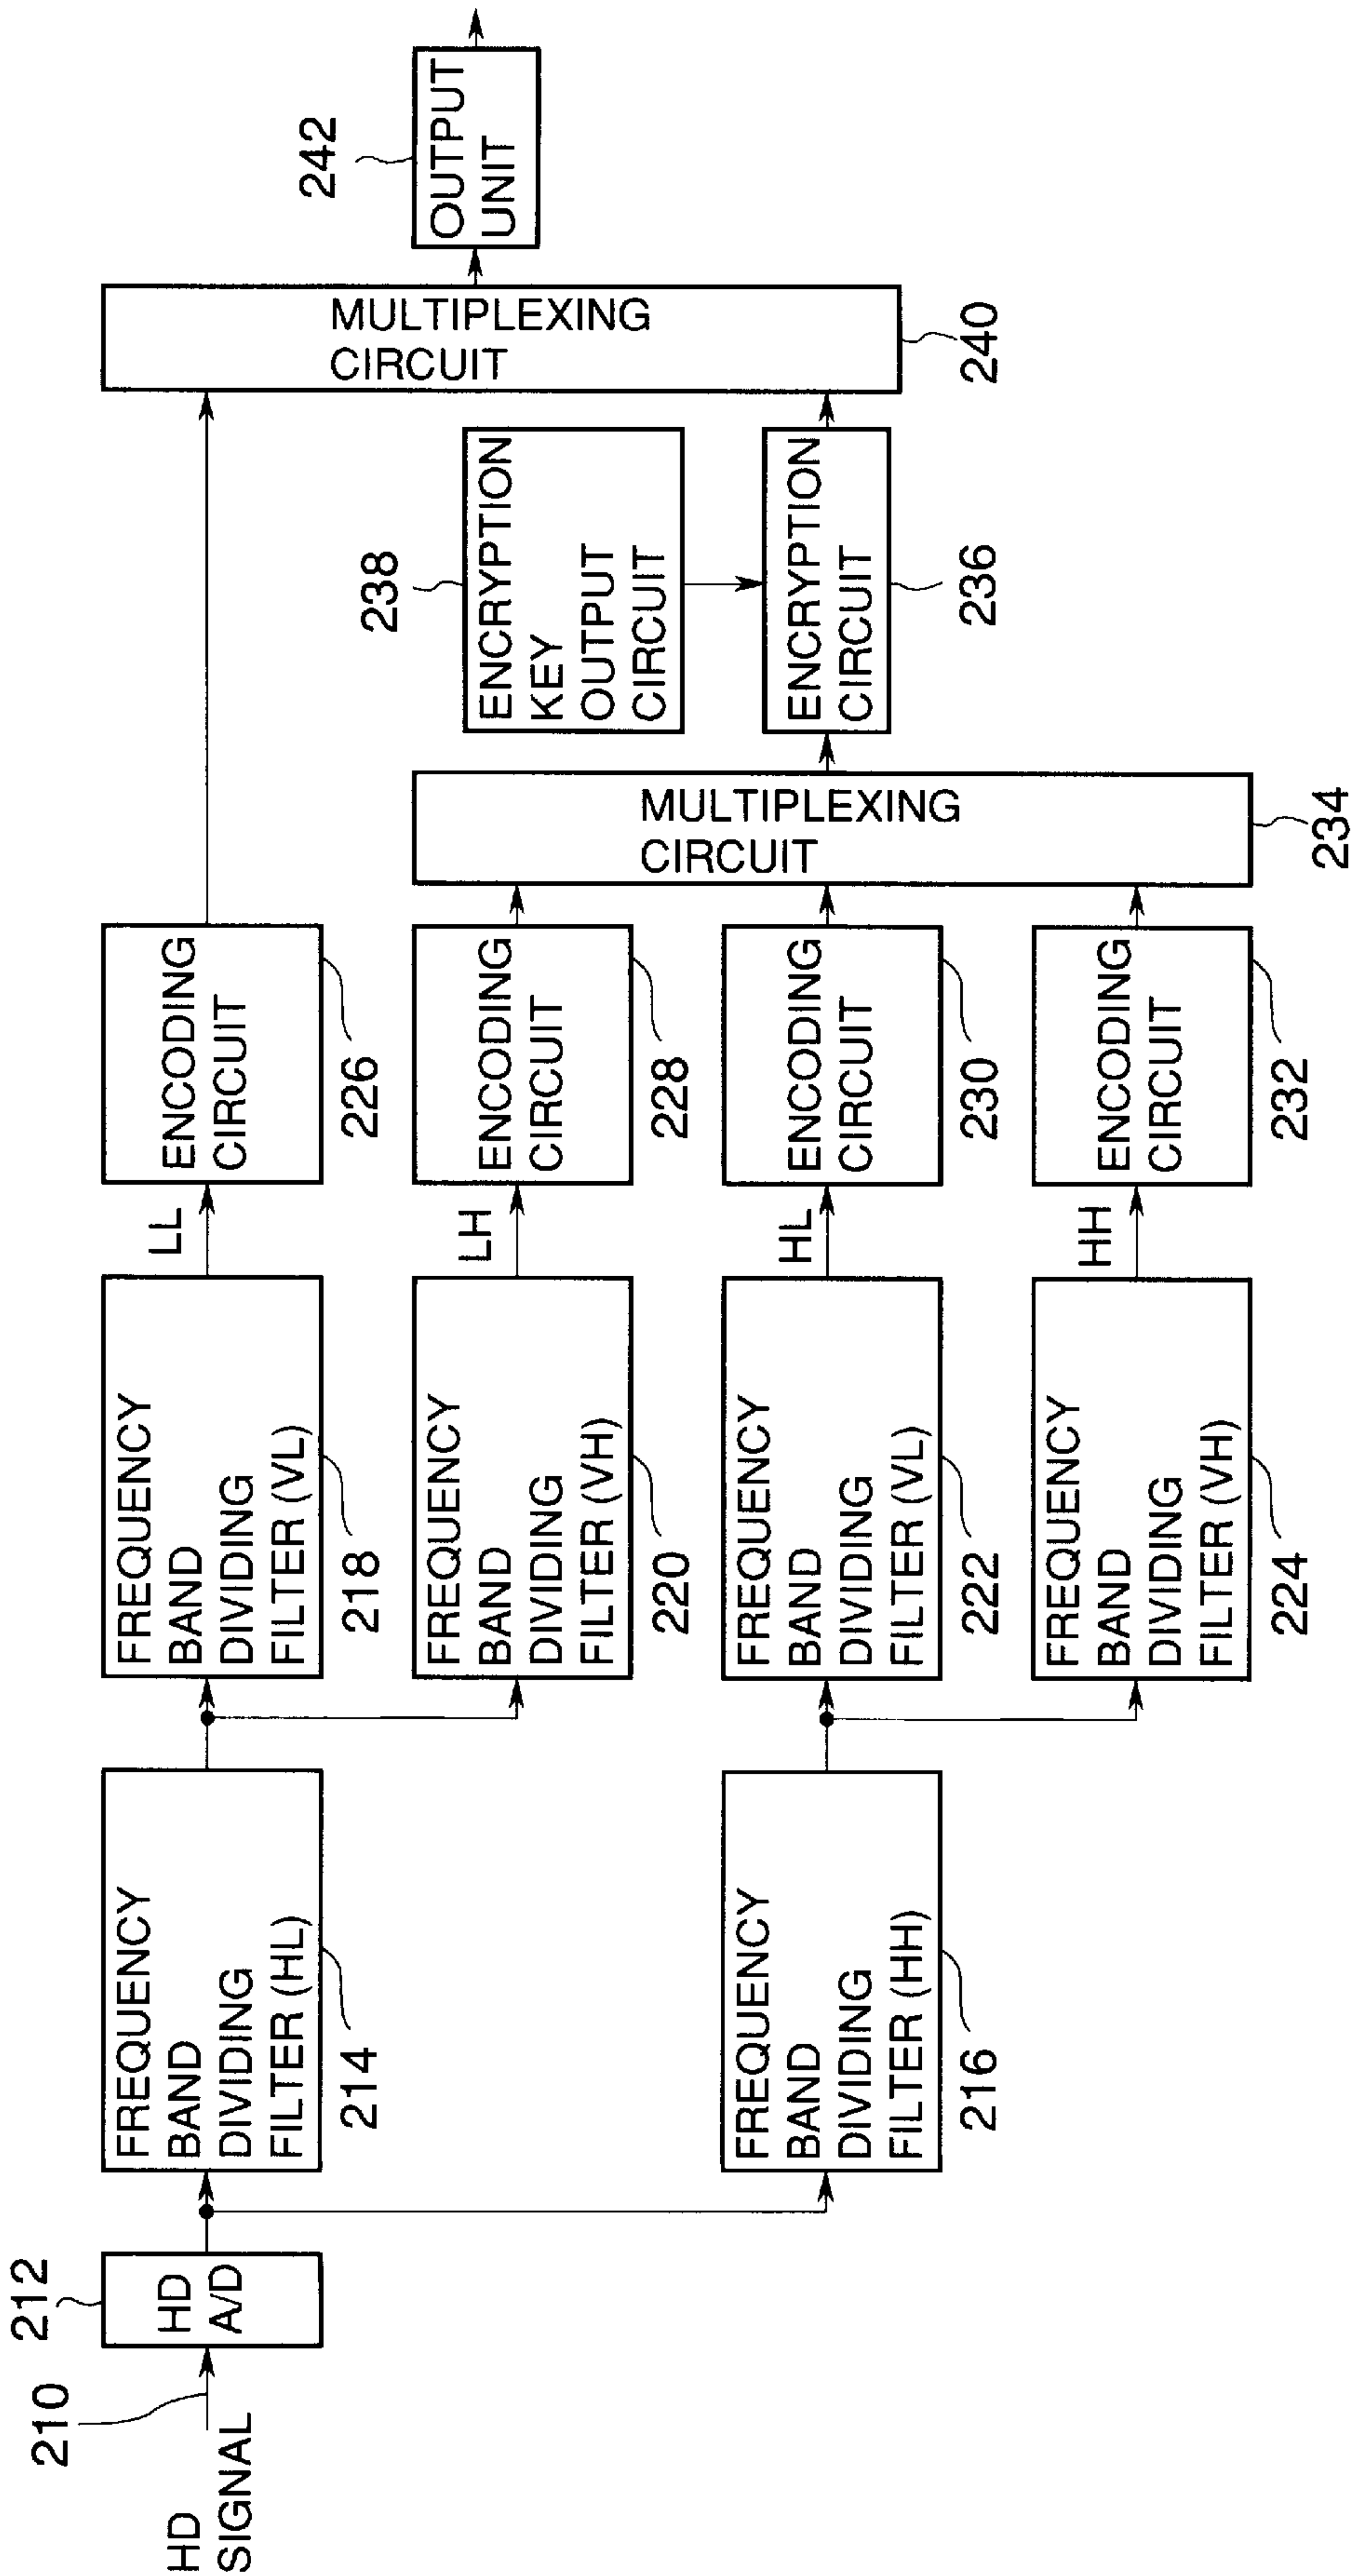 HD
SIGNAL
210
212
HD
A/D
FREQUENCY
BAND
DIVIDING
FILTER (HL)
214
FREQUENCY
BAND
DIVIDING
FILTER (HH)
216
FREQUENCY
BAND
DIVIDING
FILTER (VL)
218
FREQUENCY
BAND
DIVIDING
FILTER (VH)
220
FREQUENCY
BAND
DIVIDING
FILTER (VL)
222
FREQUENCY
BAND
DIVIDING
FILTER (VH)
224
LL
LH
HL
HH
ENCODING
CIRCUIT
226
ENCODING
CIRCUIT
228
ENCODING
CIRCUIT
230
ENCODING
CIRCUIT
232
MULTIPLEXING
CIRCUIT
234
238
ENCRYPTION
KEY
OUTPUT
CIRCUIT
ENCRYPTION
CIRCUIT
236
MULTIPLEXING
CIRCUIT
240
242
OUTPUT
UNIT